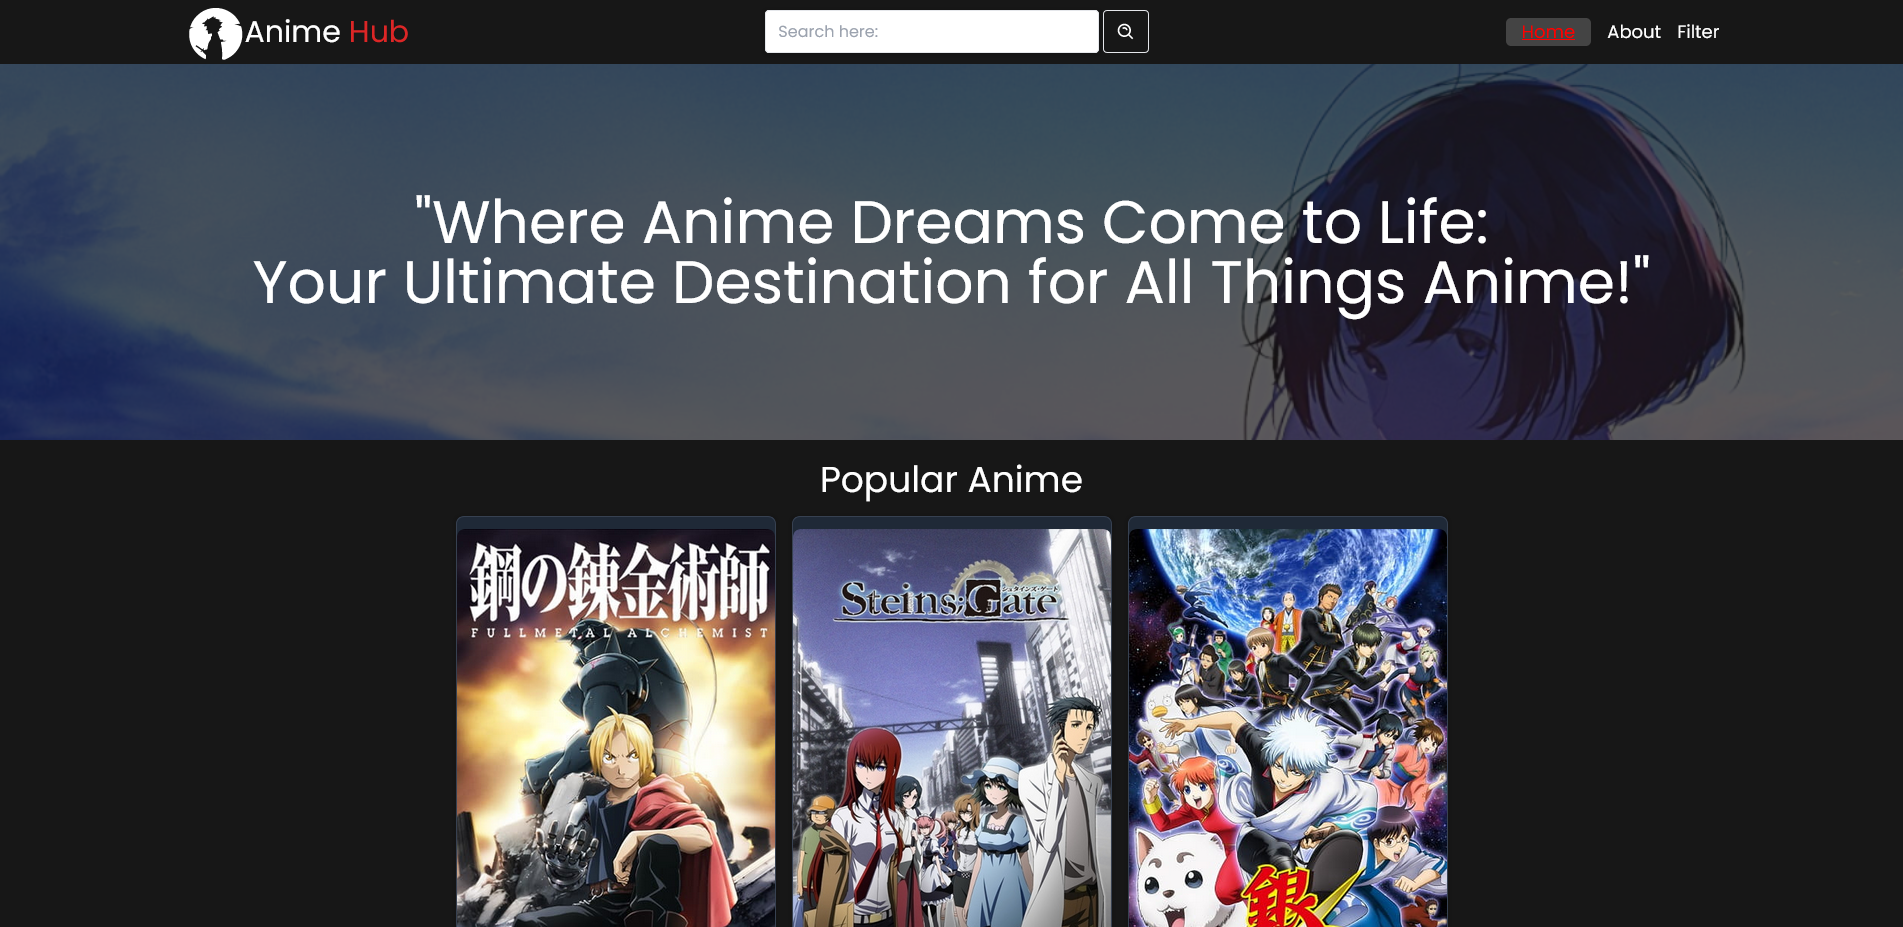 Anime Hub
Search here:
Home
About
Filter
"Where Anime Dreams Come to Life:
Your Ultimate Destination for All Things Anime!"
Popular Anime
鋼の錬金術師
FULLMETAL ALCHEMIST
シュタインズ・ゲート
Steins;Gate
銀